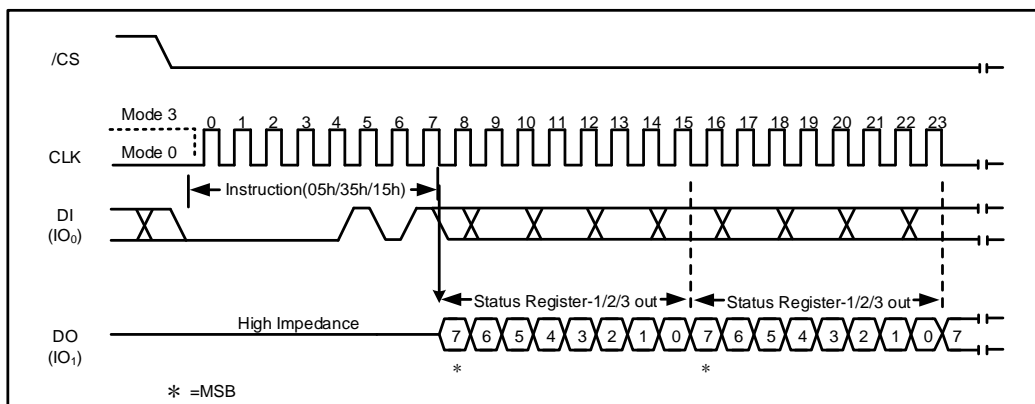 /CS
Mode 3
0 1 2 3 4 5 6 7 8 9 10 11 12 13 14 15 16 17 18 19 20 21 22 23
CLK
Mode 0
Instruction(05h/35h/15h)
DI
(IO0)
Status Register-1/2/3 out Status Register-1/2/3 out
High Impedance
DO
(IO1)
7 6 5 4 3 2 1 0 7 6 5 4 3 2 1 0 7
* *
* =MSB